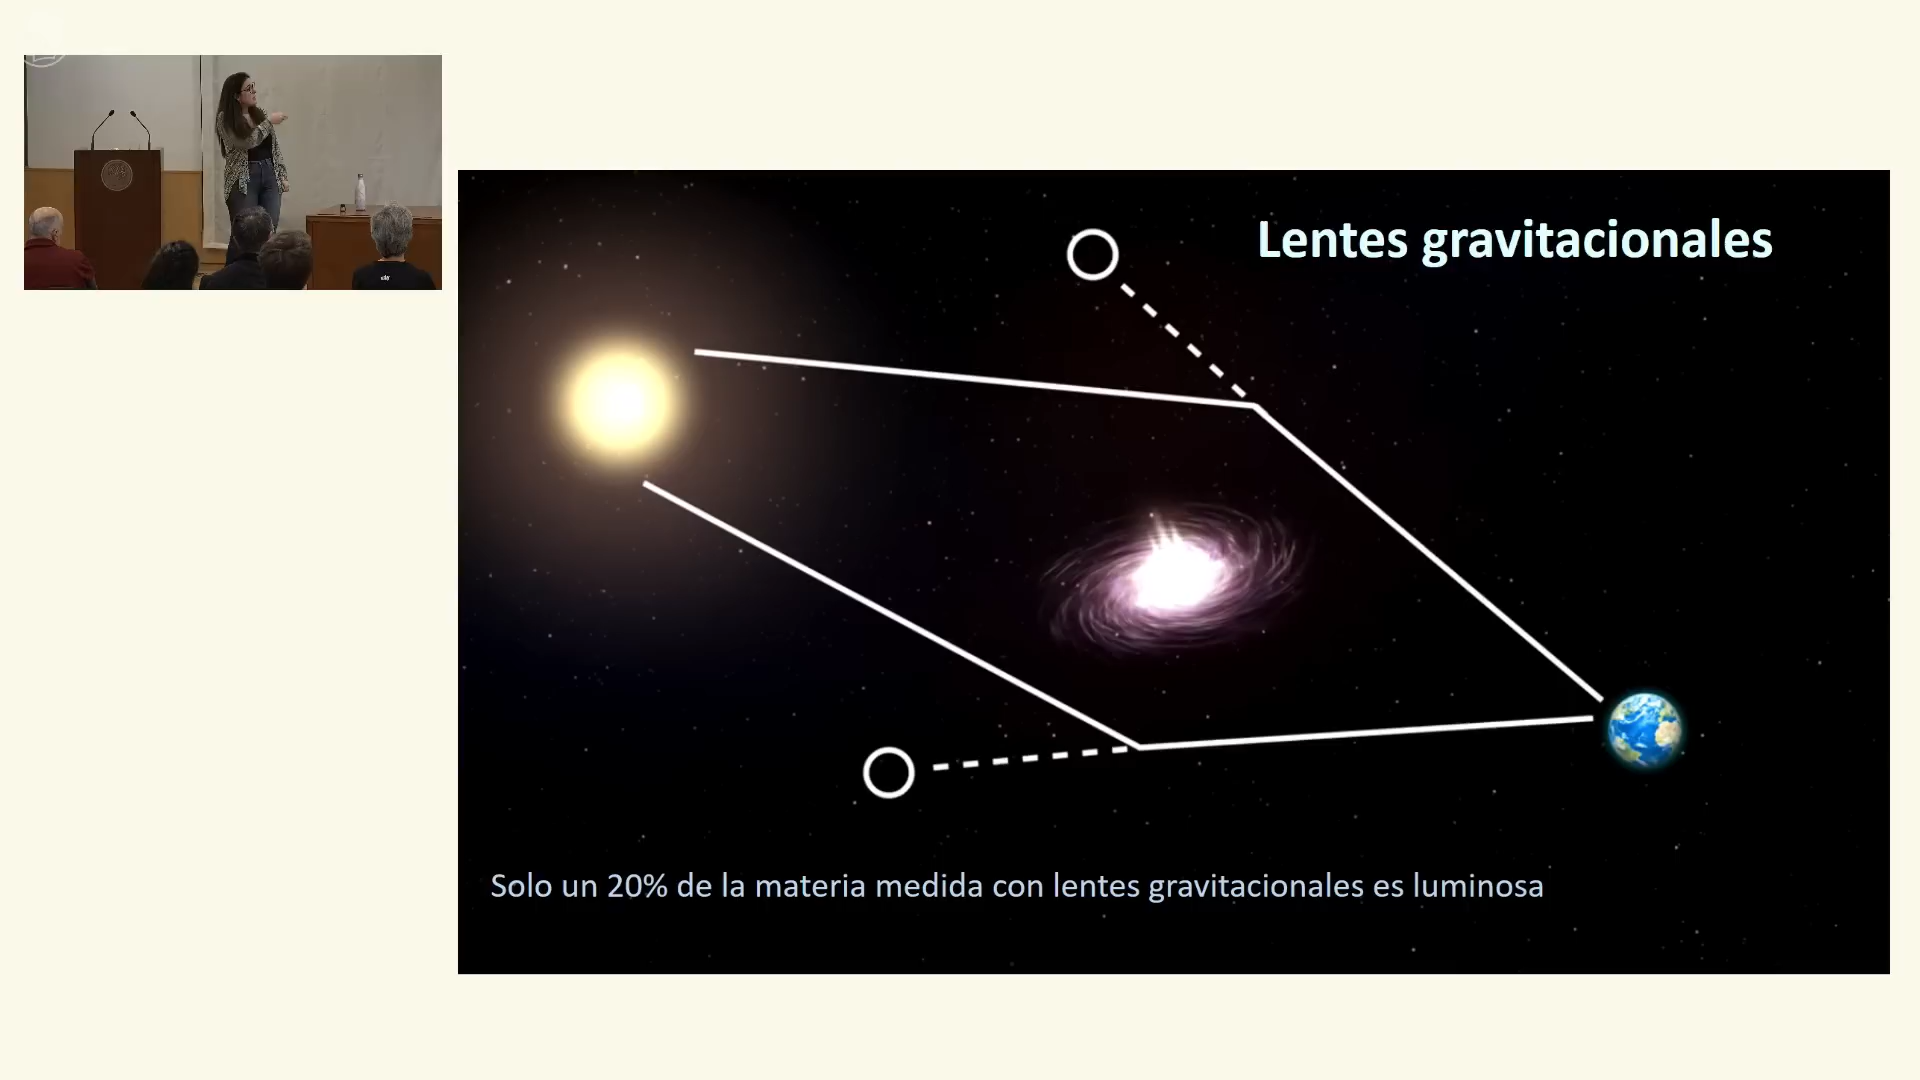 Lentes gravitacionales
Solo un 20% de la materia medida con lentes gravitacionales es luminosa